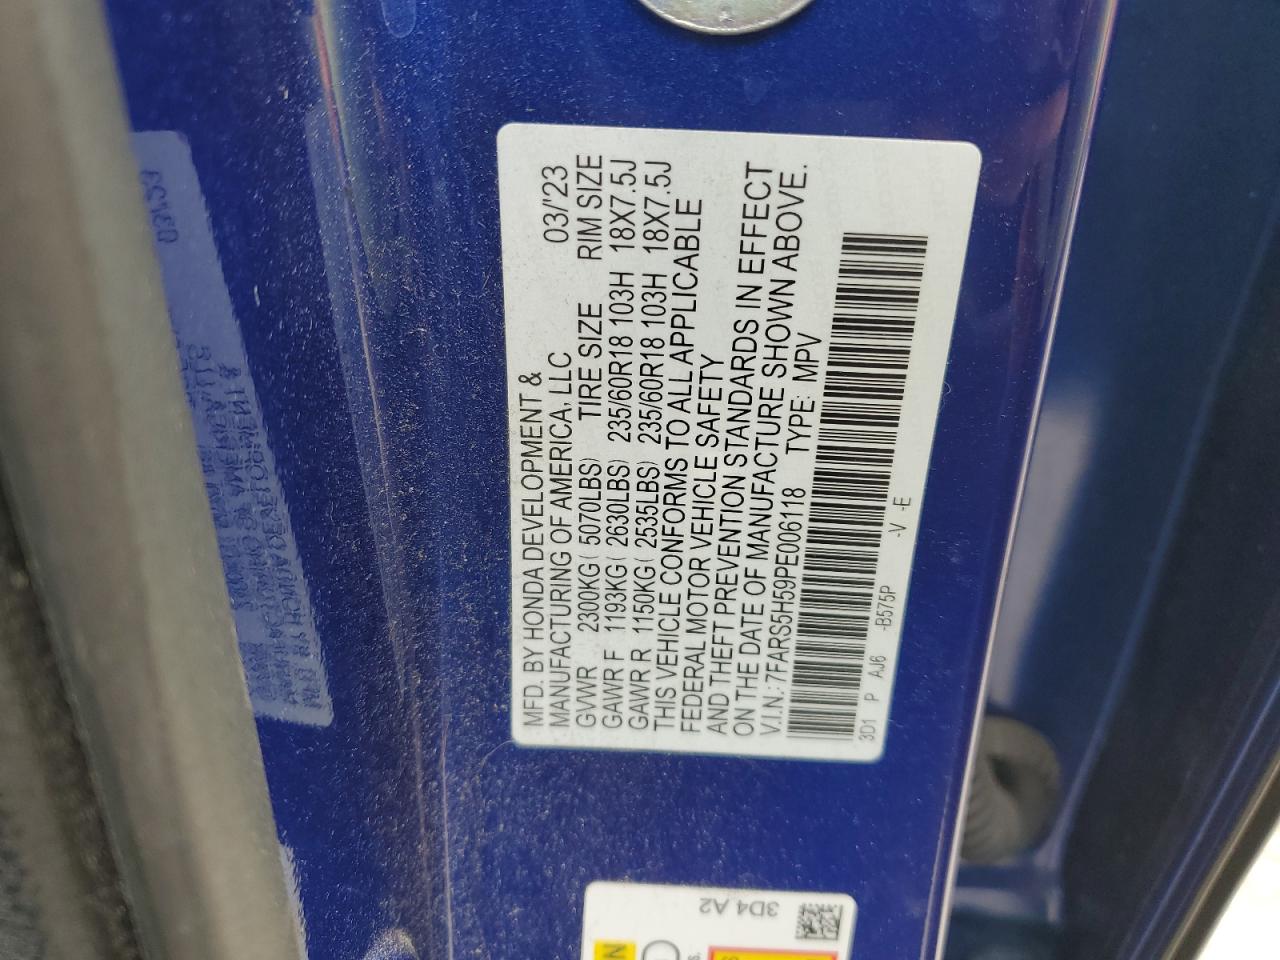 MFD. BY HONDA DEVELOPMENT &
MANUFACTURING OF AMERICA, LLC 03/'23
GVWR 2300KG ( 5070LBS) TIRE SIZE RIM SIZE
GAWR F 1193KG ( 2630LBS) 235/60R18 103H 18X7.5J
GAWR R 1150KG ( 2535LBS) 235/60R18 103H 18X7.5J
THIS VEHICLE CONFORMS TO ALL APPLICABLE
FEDERAL MOTOR VEHICLE SAFETY
AND THEFT PREVENTION STANDARDS IN EFFECT
ON THE DATE OF MANUFACTURE SHOWN ABOVE.
V.I.N.: 7FARS5H59PE006118 TYPE: MPV
3D1 P AJ6 -B575P -V -E
3D4 A2